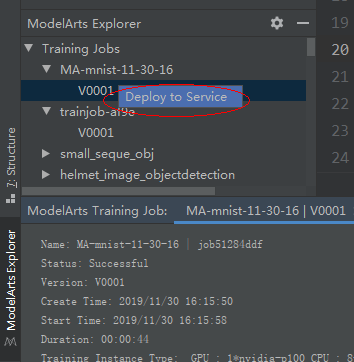 ModelArts Explorer
Training Jobs
MA-mnist-11-30-16
V0001
Deploy to Service
trainjob-af9e
V0001
small_seque_obj
helmet_image_objectdetection
20
21
22
23
24
25
26
Z: Structure
ModelArts Explorer
ModelArts Training Job: MA-mnist-11-30-16 | V0001
Name: MA-mnist-11-30-16 | job51284ddf
Status: Successful
Version: V0001
Create Time: 2019/11/30 16:15:50
Start Time: 2019/11/30 16:15:58
Duration: 00:00:44
Training Instance Type: GPU : 1*nvidia-p100 CPU : 8